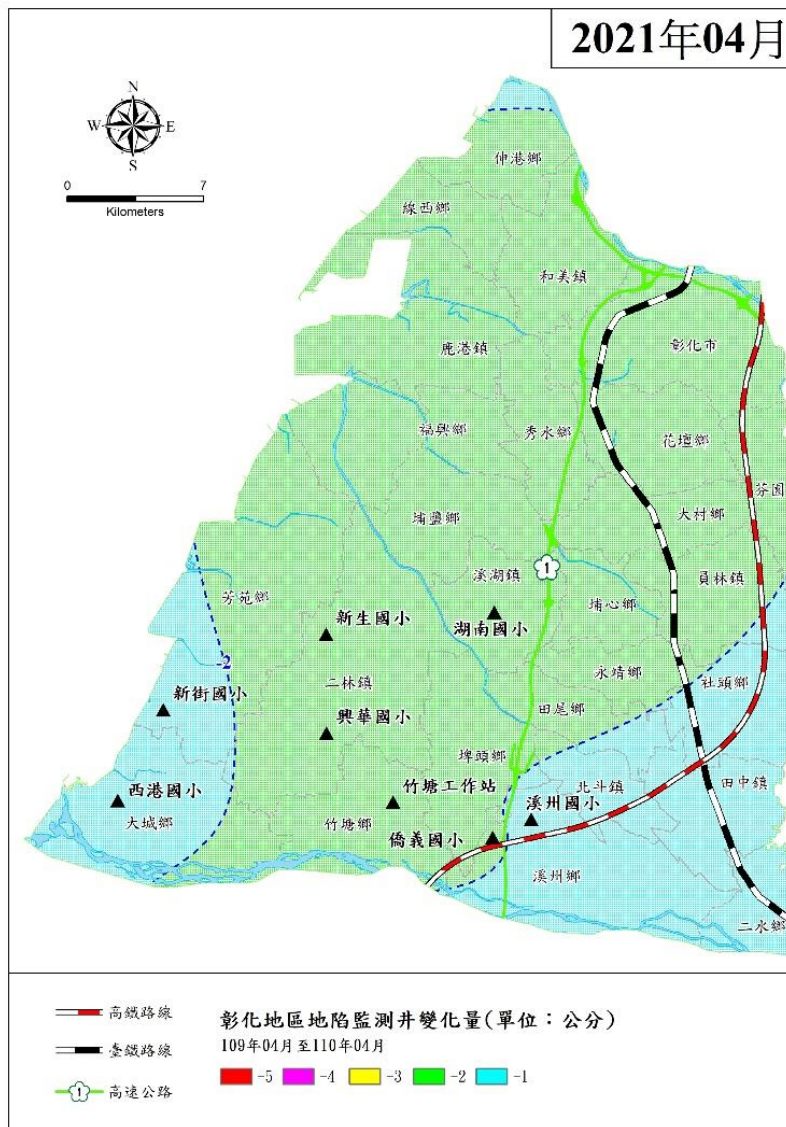 2021年04月
N
W
E
S
0
7
Kilometers
伸港鄉
線西鄉
和美鎮
鹿港鎮
彰化市
福興鄉
秀水鄉
花壇鄉
芬園
埔鹽鄉
大村鄉
溪湖鎮
1
員林鎮
芳苑鄉
新生國小
湖南國小
埔心鄉
-2
二林鎮
永靖鄉
社頭鄉
新街國小
興華國小
田尾鄉
埤頭鄉
北斗鎮
田中鎮
西港國小
竹塘工作站
溪州國小
大城鄉
竹塘鄉
僑義國小
溪州鄉
二水鄉
高鐵路線
臺鐵路線
1
高速公路
彰化地區地陷監測井變化量(單位：公分)
109年04月至110年04月
-5
-4
-3
-2
-1